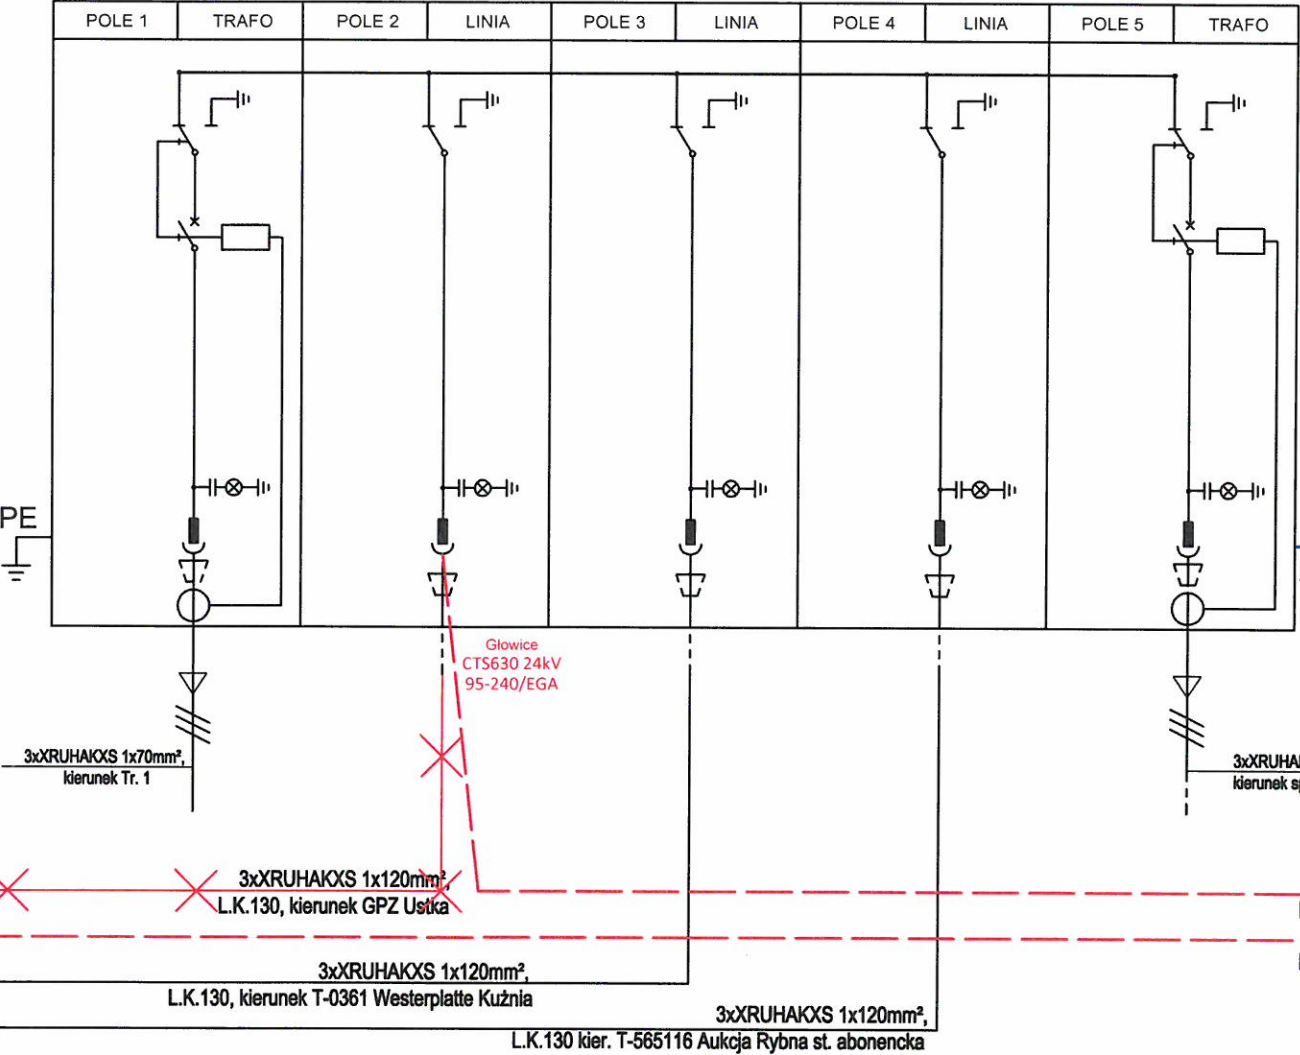 POLE 1 TRAFO POLE 2 LINIA POLE 3 LINIA POLE 4 LINIA POLE 5 TRAFO
PE
Głowice
CTS630 24kV
95-240/EGA
3xXRUHAKXS 1x70mm²,
kierunek Tr. 1
3xXRUHA
kierunek
3xXRUHAKXS 1x120mm²,
L.K.130, kierunek GPZ Ustka
3xXRUHAKXS 1x120mm²,
L.K.130, kierunek T-0361 Westerplatte Kuźnia
3xXRUHAKXS 1x120mm²,
L.K.130 kier. T-565116 Aukcja Rybna st. abonencka